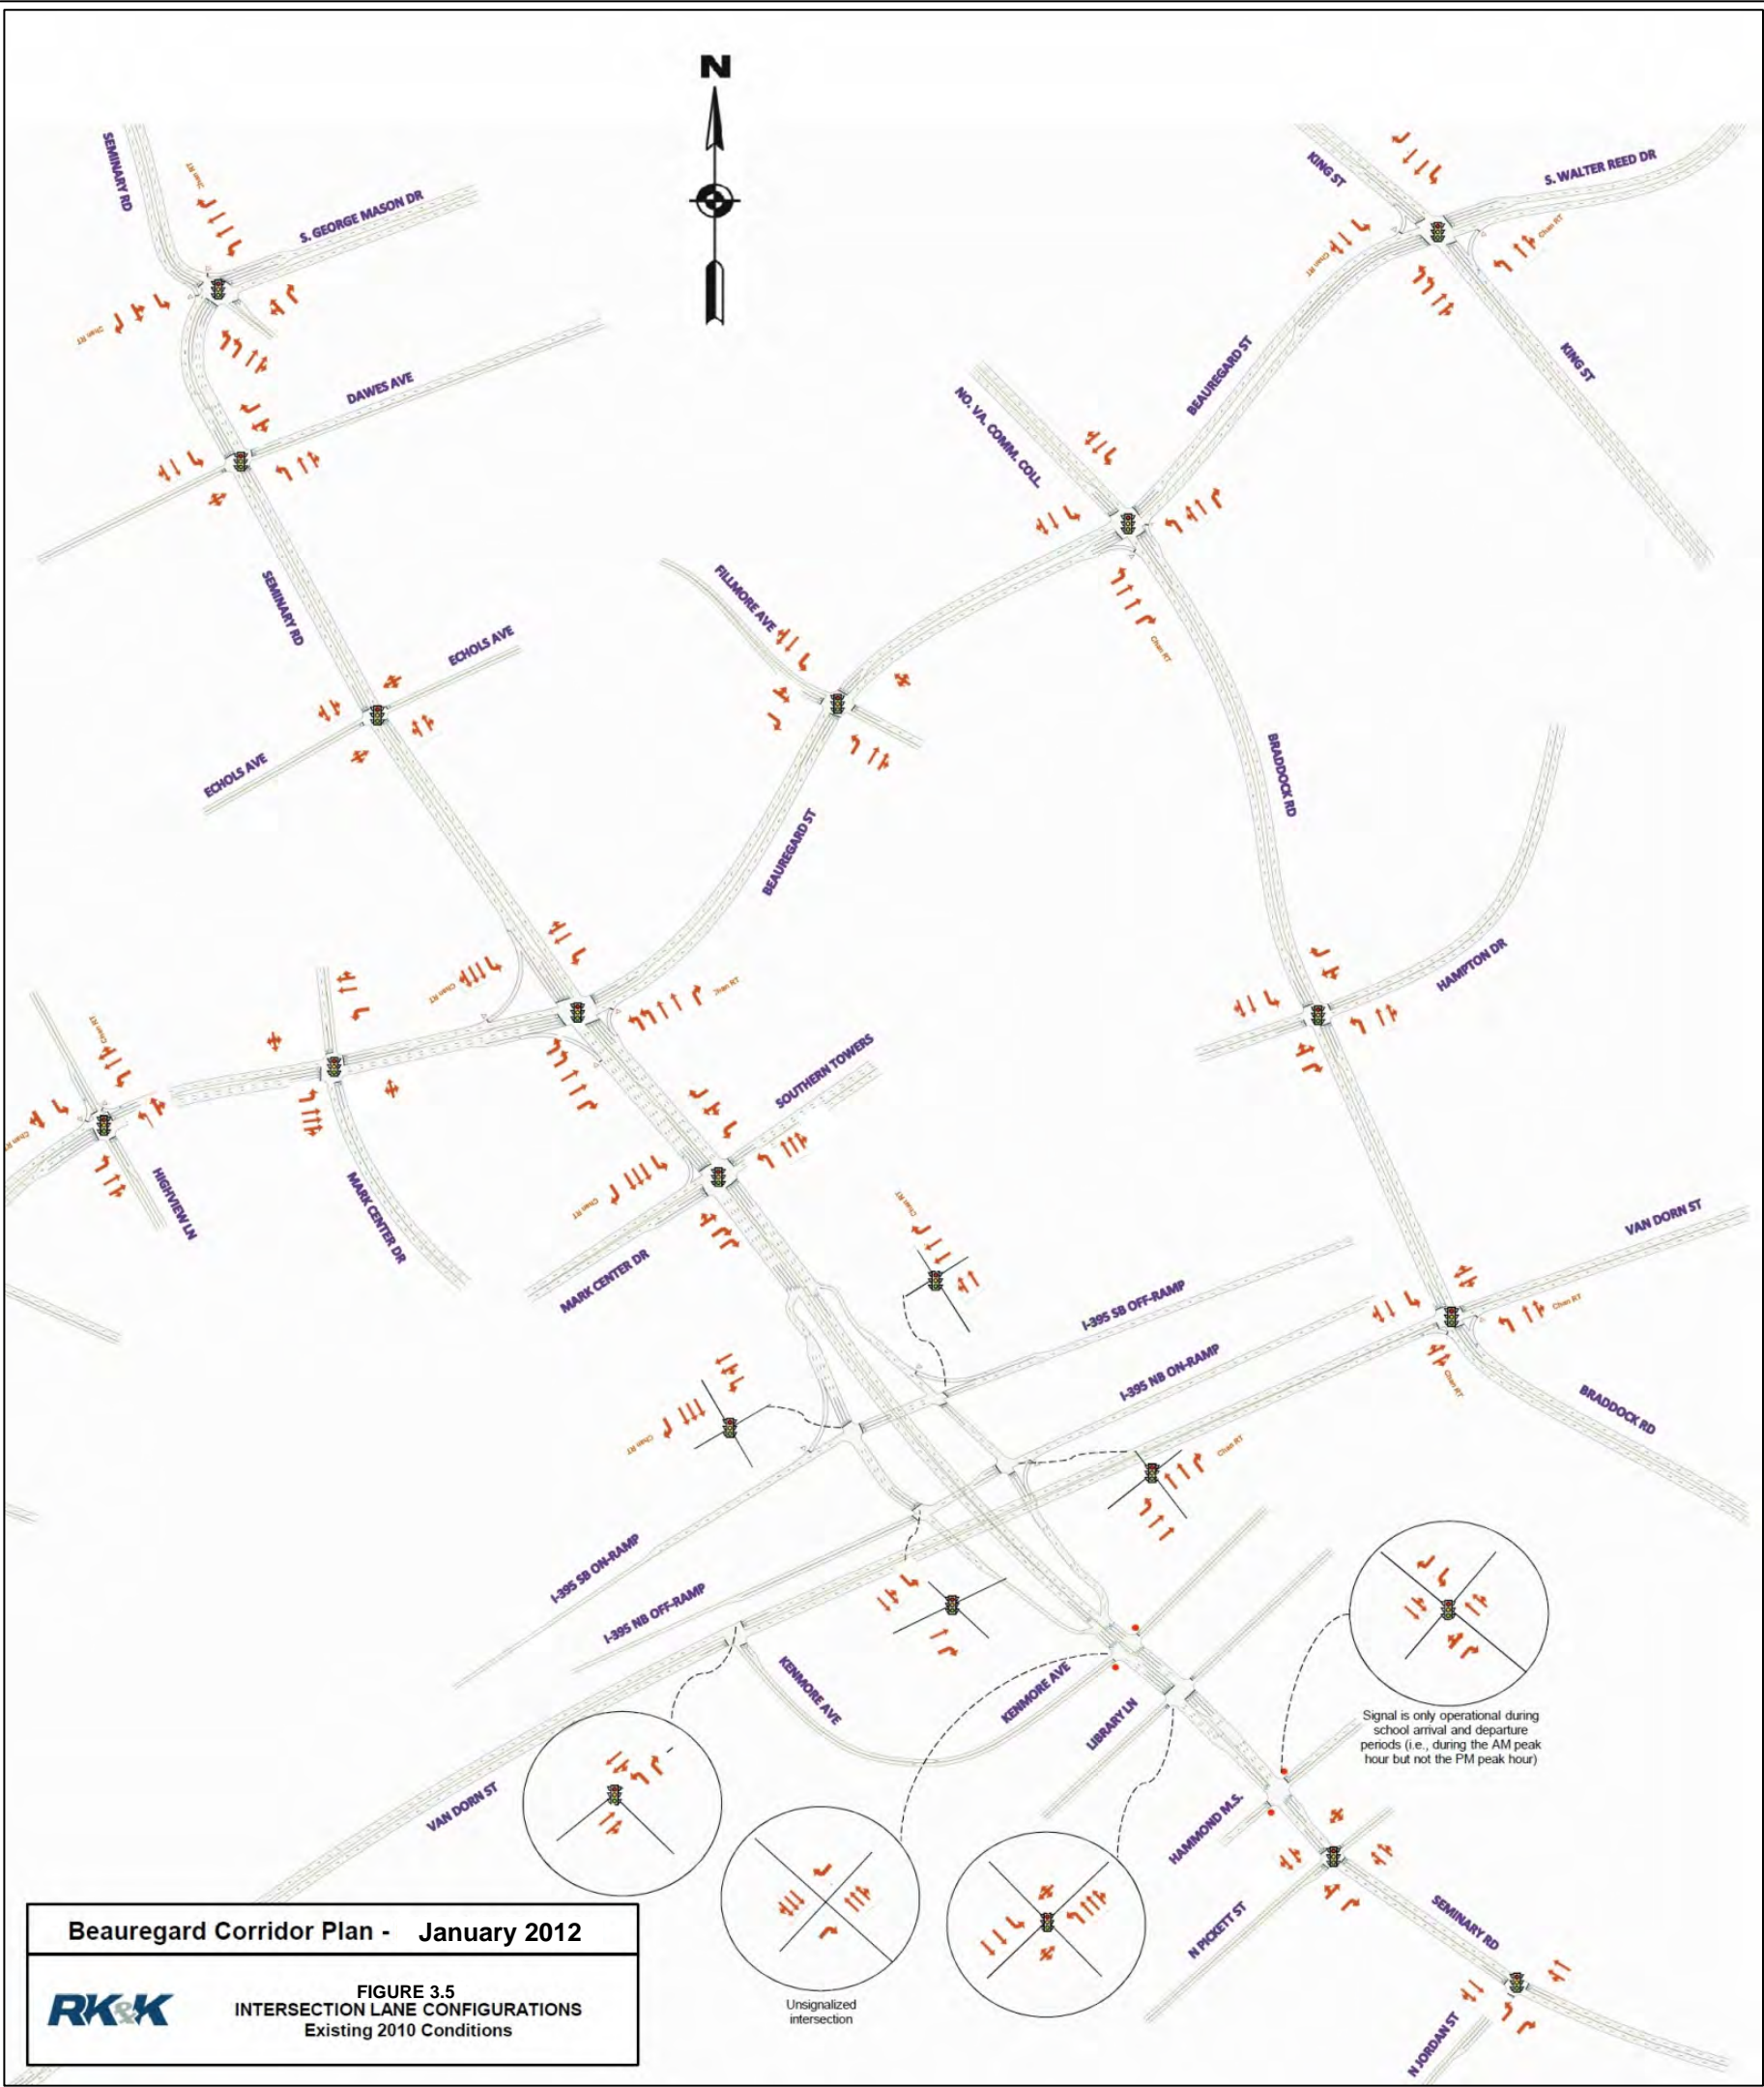 N
SEMINARY RD
Chan RT
S. GEORGE MASON DR
Chan RT
DAWES AVE
KING ST
S. WALTER REED DR
Chan RT
Chan RT
KING ST
BEAUREGARD ST
NO. VA. COMM. COLL.
Chan RT
FILLMORE AVE
SEMINARY RD
ECHOLS AVE
ECHOLS AVE
BRADDOCK RD
BEAUREGARD ST
HAMPTON DR
Chan RT
Chan RT
Chan RT
Chan RT
SOUTHERN TOWERS
HIGHVIEW LN
MARK CENTER DR
Chan RT
MARK CENTER DR
Chan RT
VAN DORN ST
I-395 SB OFF-RAMP
Chan RT
I-395 NB ON-RAMP
Chan RT
BRADDOCK RD
Chan RT
Chan RT
I-395 SB ON-RAMP
I-395 NB OFF-RAMP
KENMORE AVE
KENMORE AVE
LIBRARY LN
Signal is only operational during
school arrival and departure
periods (i.e., during the AM peak
hour but not the PM peak hour)
VAN DORN ST
HAMMOND M.S.
N PICKETT ST
SEMINARY RD
N JORDAN ST
Unsignalized
intersection
Beauregard Corridor Plan - January 2012
RK&K
FIGURE 3.5
INTERSECTION LANE CONFIGURATIONS
Existing 2010 Conditions